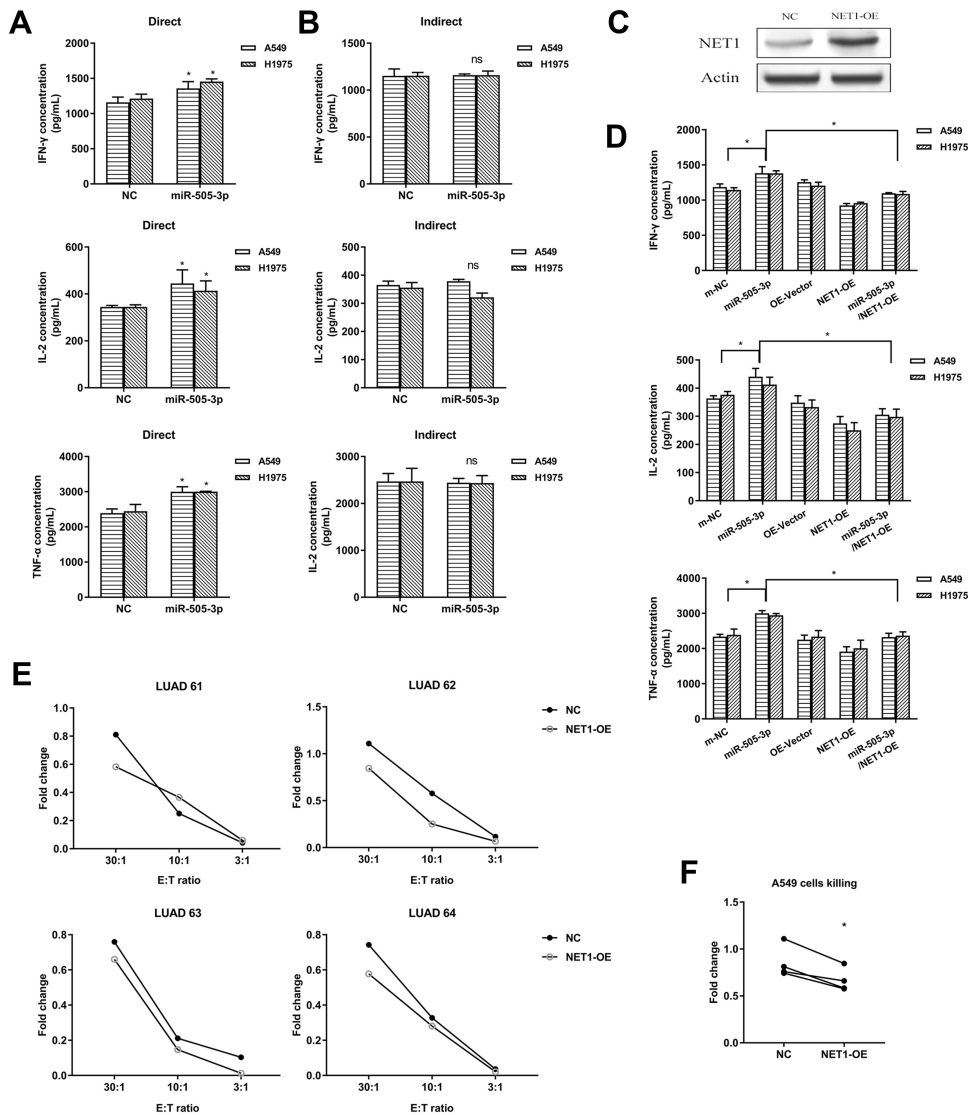 A
Direct
IFN-γ concentration
(pg/mL)
1500
1000
500
0
* *
NC
miR-505-3p
A549
H1975
Direct
IL-2 concentration
(pg/mL)
600
400
200
0
* *
NC
miR-505-3p
A549
H1975
Direct
TNF-α concentration
(pg/mL)
4000
3000
2000
1000
0
* *
NC
miR-505-3p
A549
H1975
B
Indirect
IFN-γ concentration
(pg/mL)
1500
1000
500
0
ns
NC
miR-505-3p
A549
H1975
Indirect
IL-2 concentration
(pg/mL)
500
400
300
200
100
0
ns
NC
miR-505-3p
A549
H1975
Indirect
IL-2 concentration
(pg/mL)
3000
2000
1000
0
ns
NC
miR-505-3p
A549
H1975
C
NC
NET1-OE
NET1
Actin
D
IFN-γ concentration
(pg/mL)
2000
1500
1000
500
0
* *
m-NC
miR-505-3p
OE-Vector
NET1-OE
miR-505-3p
/NET1-OE
A549
H1975
IL-2 concentration
(pg/mL)
500
400
300
200
100
0
* *
m-NC
miR-505-3p
OE-Vector
NET1-OE
miR-505-3p
/NET1-OE
A549
H1975
TNF-α concentration
(pg/mL)
4000
3000
2000
1000
0
* *
m-NC
miR-505-3p
OE-Vector
NET1-OE
miR-505-3p
/NET1-OE
A549
H1975
E
LUAD 61
Fold change
1.0
0.8
0.6
0.4
0.2
0.0
30:1
10:1
3:1
E:T ratio
LUAD 62
Fold change
1.5
1.0
0.5
0.0
30:1
10:1
3:1
E:T ratio
NC
NET1-OE
LUAD 63
Fold change
0.8
0.6
0.4
0.2
0.0
30:1
10:1
3:1
E:T ratio
LUAD 64
Fold change
0.8
0.6
0.4
0.2
0.0
30:1
10:1
3:1
E:T ratio
NC
NET1-OE
F
A549 cells killing
Fold change
1.5
1.0
0.5
0.0
*
NC
NET1-OE